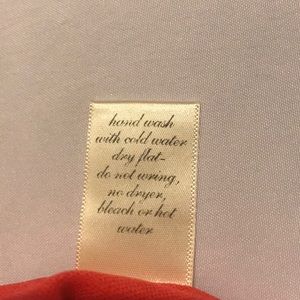 hand wash
with cold water
dry flat-
do not wring,
no dryer,
bleach or hot
water